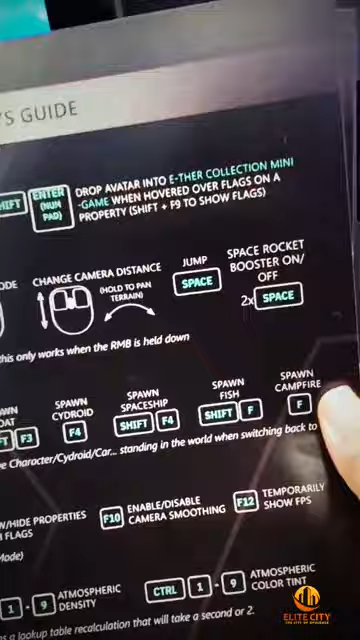 'S GUIDE
SHIFT ENTER (NUM PAD) DROP AVATAR INTO E-THER COLLECTION MINI
-GAME WHEN HOVERED OVER FLAGS ON A
PROPERTY (SHIFT + F9 TO SHOW FLAGS)
ODE
CHANGE CAMERA DISTANCE
(HOLD TO PAN
TERRAIN)
JUMP
SPACE
SPACE ROCKET
BOOSTER ON/
OFF
2x SPACE
this only works when the RMB is held down
WN
OAT
FT F3
SPAWN
CYDROID
F4
SPAWN
SPACESHIP
SHIFT F4
SPAWN
FISH
SHIFT F
SPAWN
CAMPFIRE
F
e Character/Cydroid/Car... standing in the world when switching back to
W/HIDE PROPERTIES
FLAGS
F10 ENABLE/DISABLE
CAMERA SMOOTHING
F12 TEMPORARILY
SHOW FPS
Mode)
1 - 9 ATMOSPHERIC
DENSITY
CTRL 1 - 9 ATMOSPHERIC
COLOR TINT
s a lookup table recalculation that will take a second or 2.
ELITE CITY